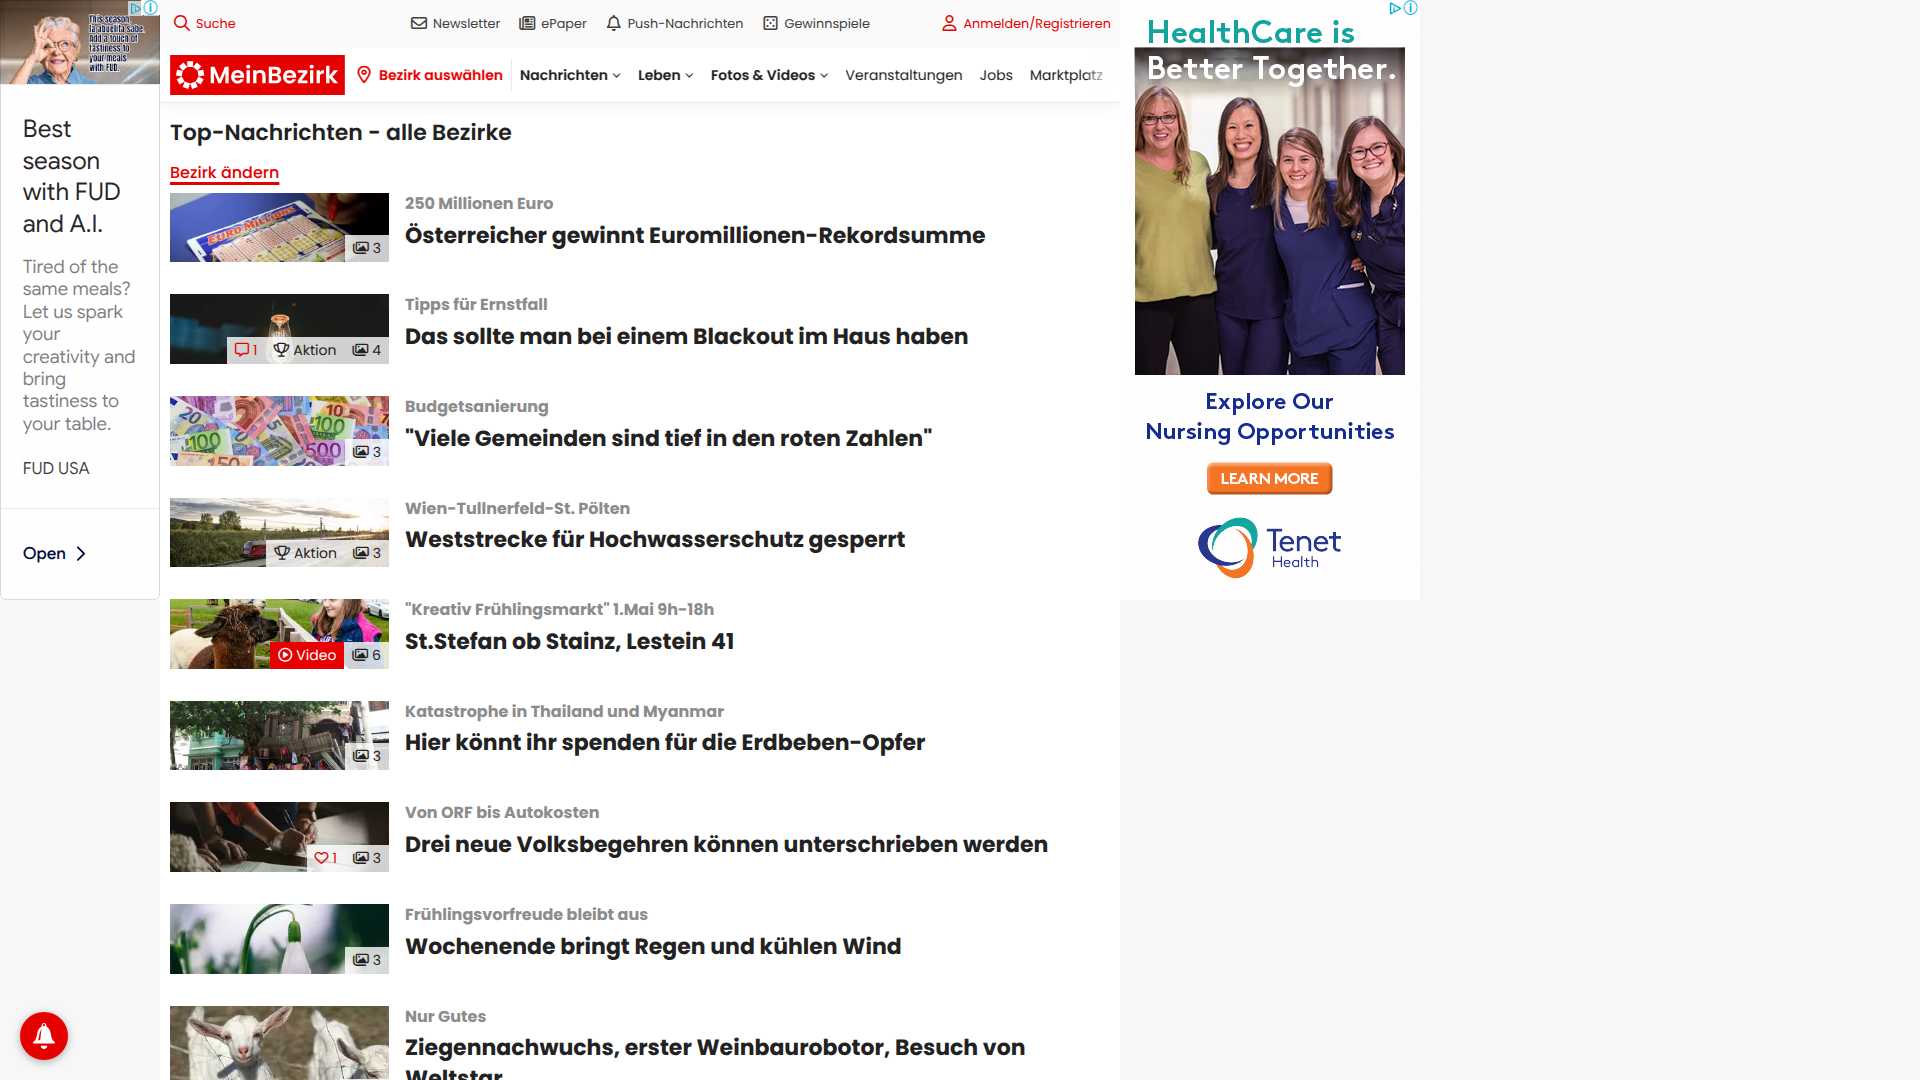 This season,
la abuelita sabe.
Add a touch of
tastiness to
your meals
with FUD.
Best
season
with FUD
and A.I.
Tired of the
same meals?
Let us spark
your
creativity and
bring
tastiness to
your table.
FUD USA
Open
Suche
Newsletter
ePaper
Push-Nachrichten
Gewinnspiele
Anmelden/Registrieren
MeinBezirk
Bezirk auswählen
Nachrichten
Leben
Fotos & Videos
Veranstaltungen
Jobs
Marktplatz
Top-Nachrichten - alle Bezirke
Bezirk ändern
EURO MILLIONEN
3
250 Millionen Euro
Österreicher gewinnt Euromillionen-Rekordsumme
1
Aktion
4
Tipps für Ernstfall
Das sollte man bei einem Blackout im Haus haben
3
Budgetsanierung
"Viele Gemeinden sind tief in den roten Zahlen"
Aktion
3
Wien-Tullnerfeld-St. Pölten
Weststrecke für Hochwasserschutz gesperrt
Video
6
"Kreativ Frühlingsmarkt" 1.Mai 9h-18h
St.Stefan ob Stainz, Lestein 41
3
Katastrophe in Thailand und Myanmar
Hier könnt ihr spenden für die Erdbeben-Opfer
1
3
Von ORF bis Autokosten
Drei neue Volksbegehren können unterschrieben werden
3
Frühlingsvorfreude bleibt aus
Wochenende bringt Regen und kühlen Wind
Nur Gutes
Ziegennachwuchs, erster Weinbaurobotor, Besuch von
Weltstar
HealthCare is
Better Together.
Explore Our
Nursing Opportunities
LEARN MORE
Tenet
Health